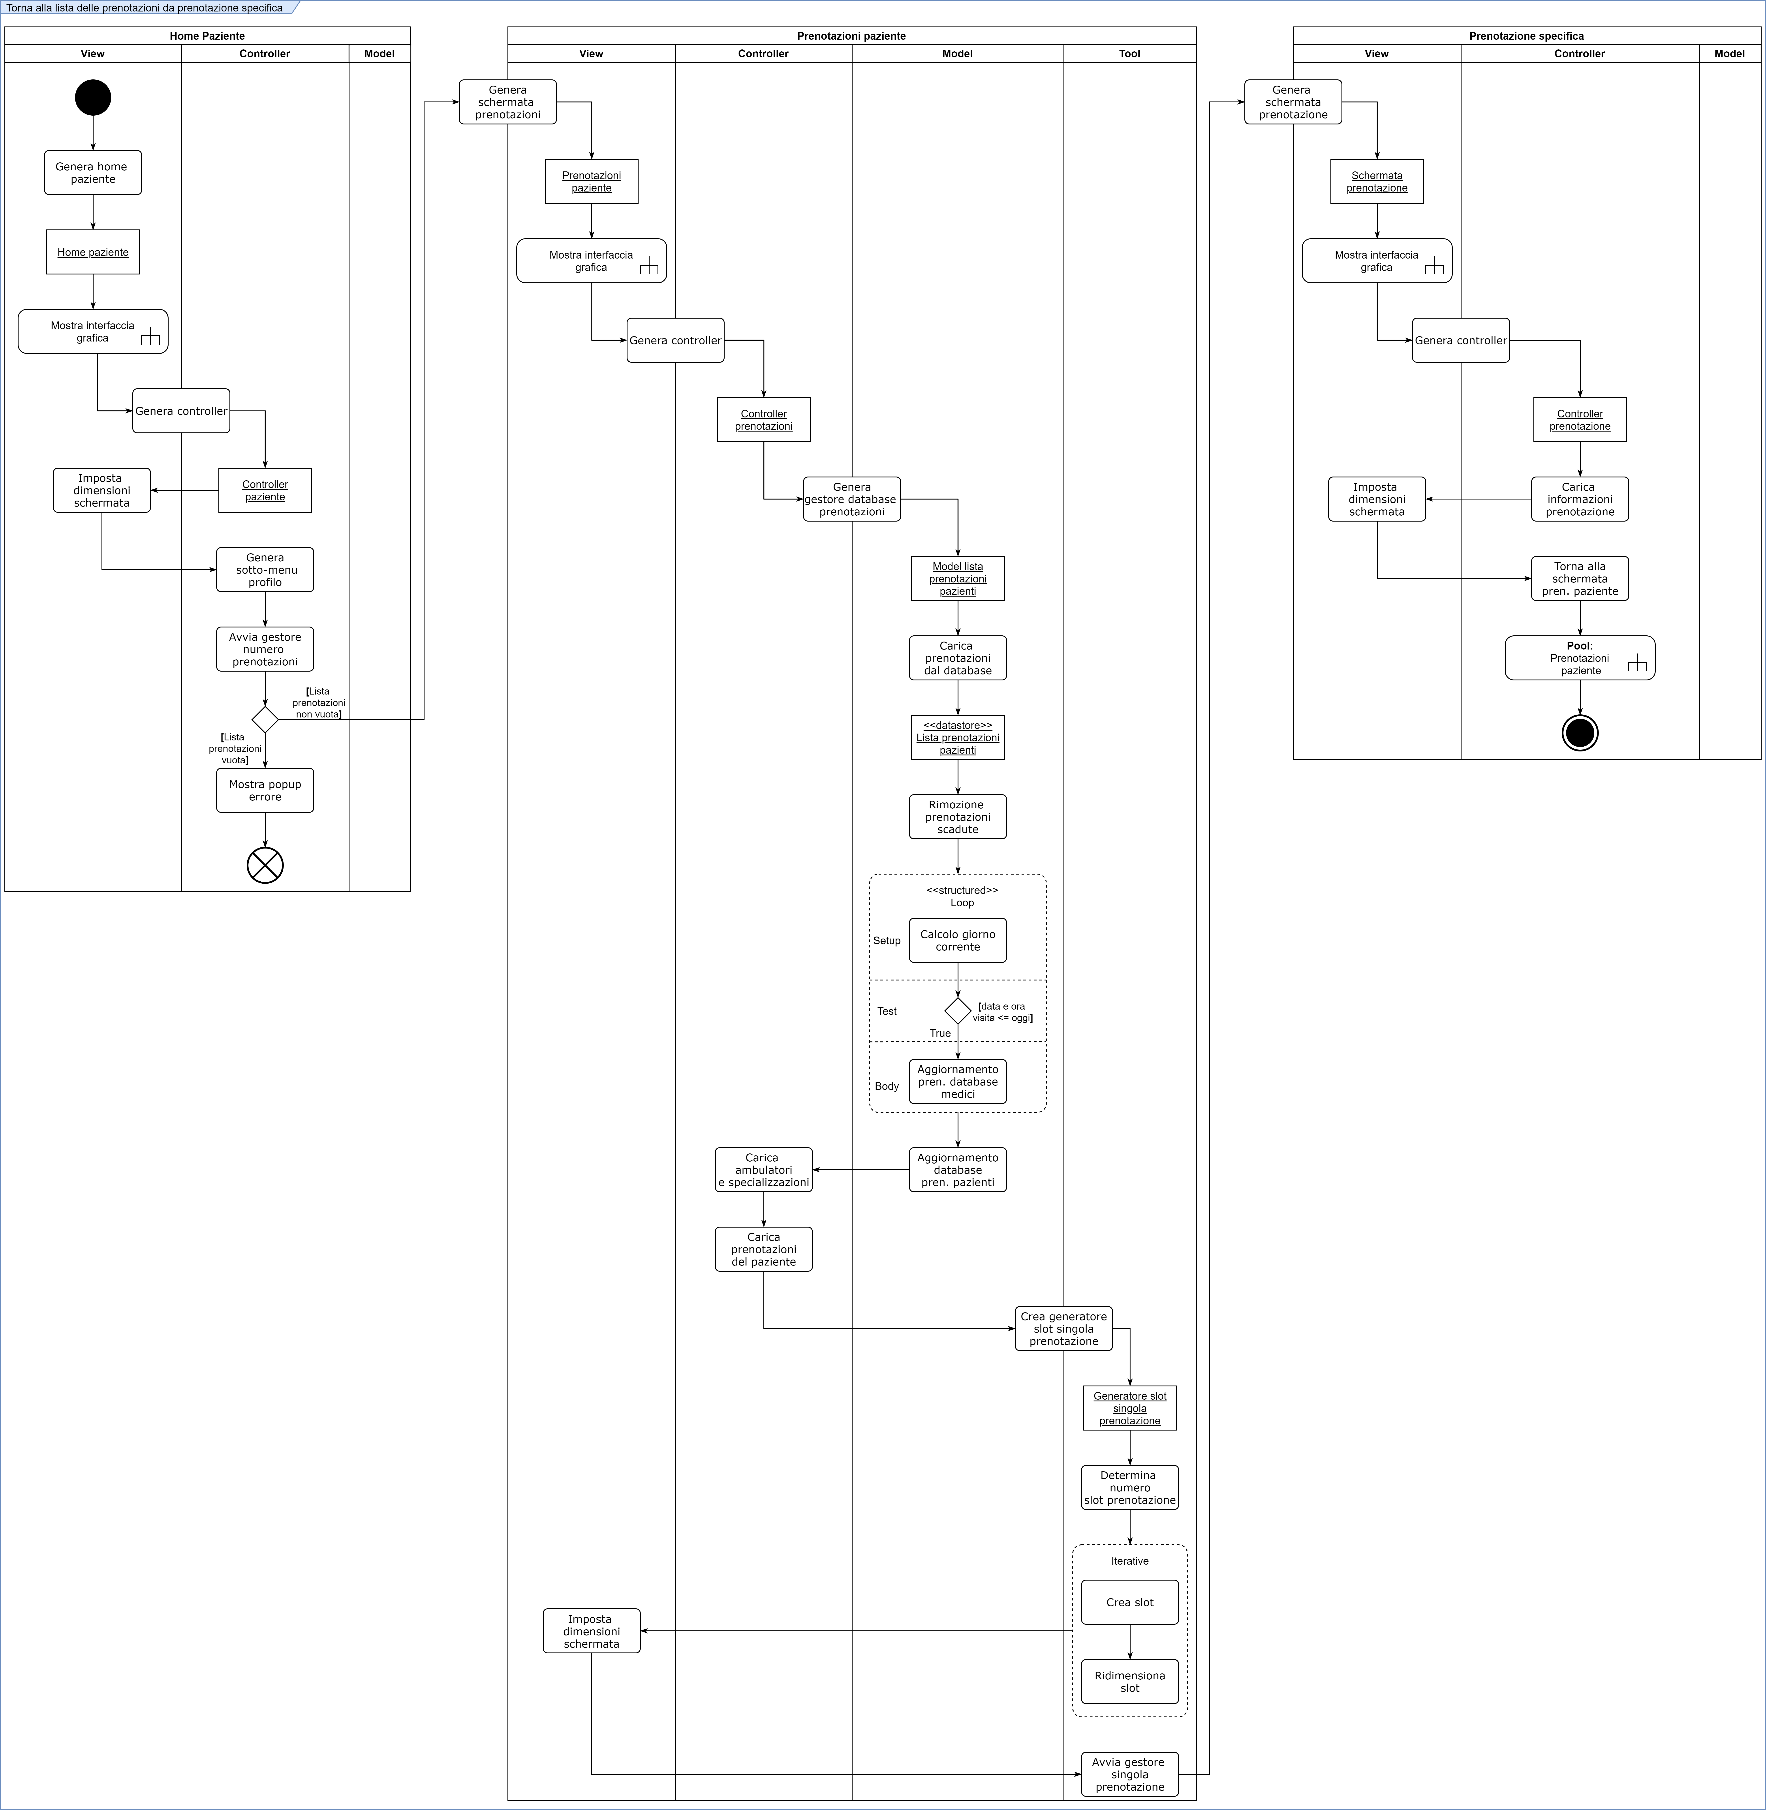 Torna alla lista delle prenotazioni da prenotazione specifica
Home Paziente
View
Controller
Model
Genera home
paziente
Home paziente
Mostra interfaccia
grafica
Genera controller
Controller
paziente
Imposta
dimensioni
schermata
Genera
sotto-menu
profilo
Avvia gestore
numero
prenotazioni
[Lista
prenotazioni
non vuota]
[Lista
prenotazioni
vuota]
Mostra popup
errore
Prenotazioni paziente
View
Controller
Model
Tool
Genera
schermata
prenotazioni
Prenotazioni
paziente
Mostra interfaccia
grafica
Genera controller
Controller
prenotazioni
Genera
gestore database
prenotazioni
Model lista
prenotazioni
pazienti
Carica
prenotazioni
dal database
<<datastore>>
Lista prenotazioni
pazienti
Rimozione
prenotazioni
scadute
<<structured>>
Loop
Setup
Calcolo giorno
corrente
Test
[data e ora
visita <= oggi]
True
Body
Aggiornamento
pren. database
medici
Aggiornamento
database
pren. pazienti
Carica
ambulatori
e specializzazioni
Carica
prenotazioni
del paziente
Crea generatore
slot singola
prenotazione
Generatore slot
singola
prenotazione
Determina
numero
slot prenotazione
Iterative
Crea slot
Ridimensiona
slot
Imposta
dimensioni
schermata
Avvia gestore
singola
prenotazione
Prenotazione specifica
View
Controller
Model
Genera
schermata
prenotazione
Schermata
prenotazione
Mostra interfaccia
grafica
Genera controller
Controller
prenotazione
Carica
informazioni
prenotazione
Imposta
dimensioni
schermata
Torna alla
schermata
pren. paziente
Pool:
Prenotazioni
paziente